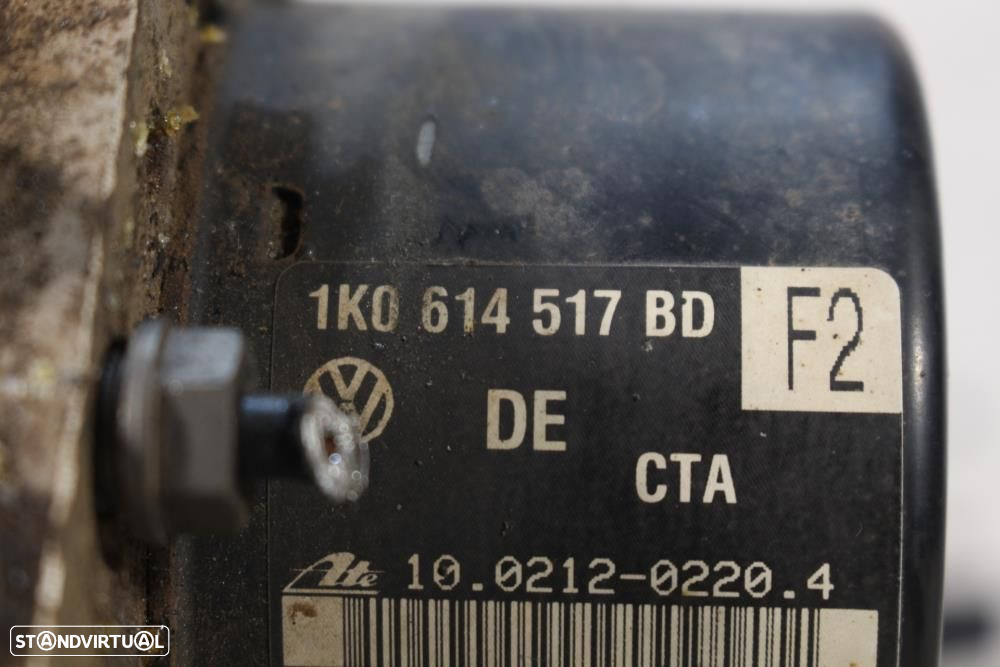 1K0 614 517 BD
F2
DE
CTA
Ate 10.0212-0220.4
STANDVIRTUAL